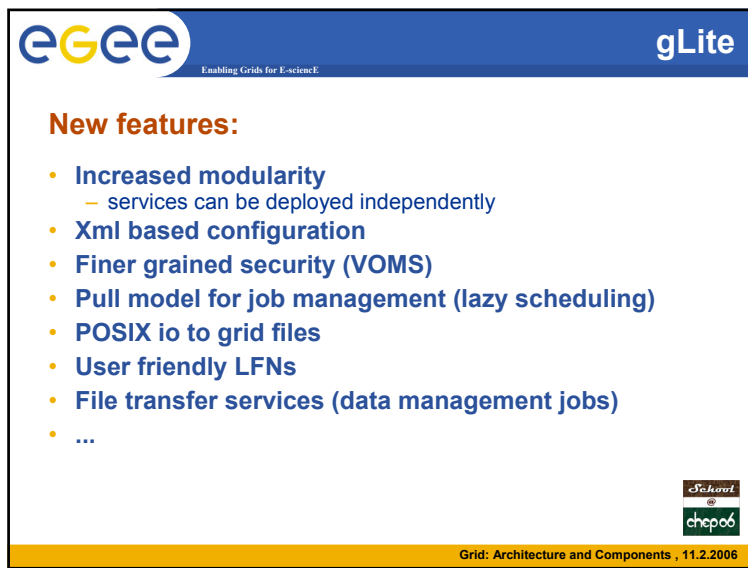 egee
gLite
Enabling Grids for E-sciencE
New features:
• Increased modularity
– services can be deployed independently
• Xml based configuration
• Finer grained security (VOMS)
• Pull model for job management (lazy scheduling)
• POSIX io to grid files
• User friendly LFNs
• File transfer services (data management jobs)
• ...
School
@
chep06
Grid: Architecture and Components , 11.2.2006